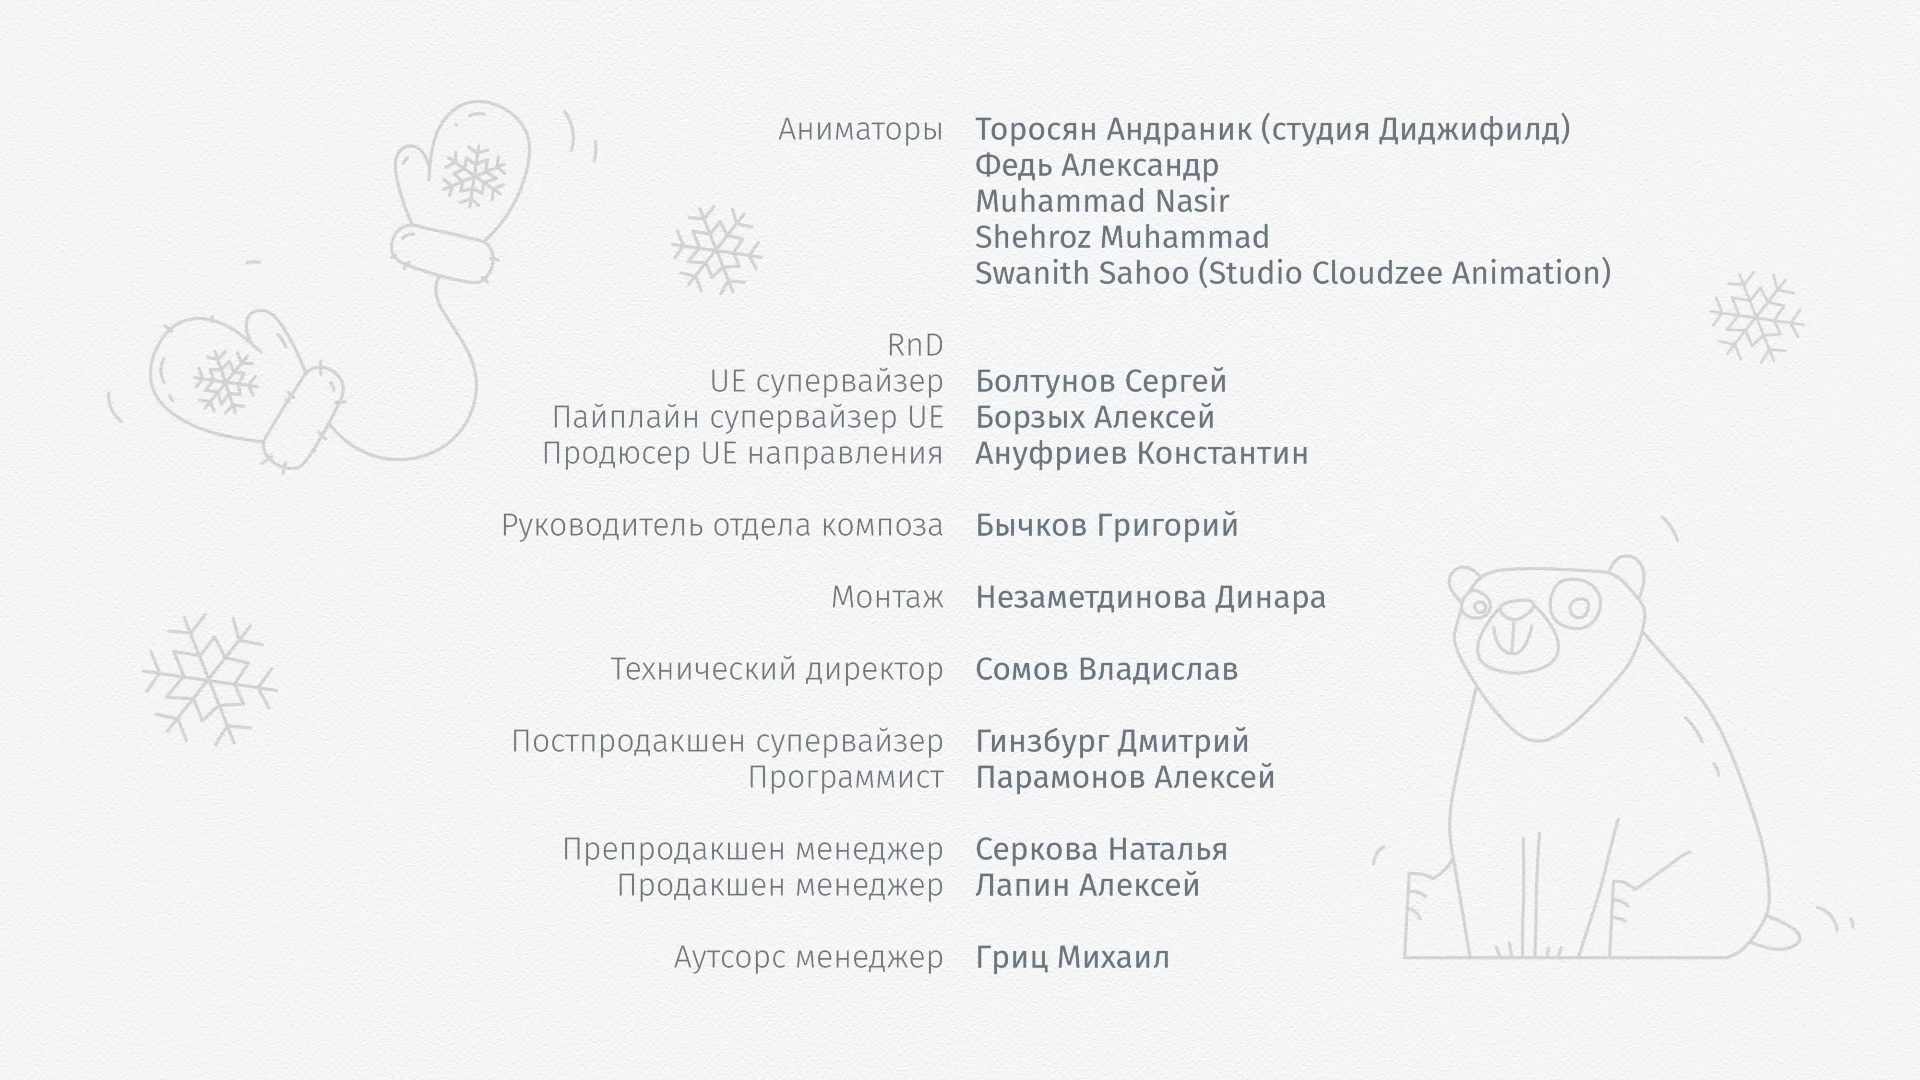 Аниматоры Торосян Андраник (студия Диджифилд)
Федь Александр
Muhammad Nasir
Shehroz Muhammad
Swanith Sahoo (Studio Cloudzee Animation)
RnD
UE супервайзер Болтунов Сергей
Пайплайн супервайзер UE Борзых Алексей
Продюсер UE направления Ануфриев Константин
Руководитель отдела композа Бычков Григорий
Монтаж Незаметдинова Динара
Технический директор Сомов Владислав
Постпродакшен супервайзер Гинзбург Дмитрий
Программист Парамонов Алексей
Препродакшен менеджер Серкова Наталья
Продакшен менеджер Лапин Алексей
Аутсорс менеджер Гриц Михаил